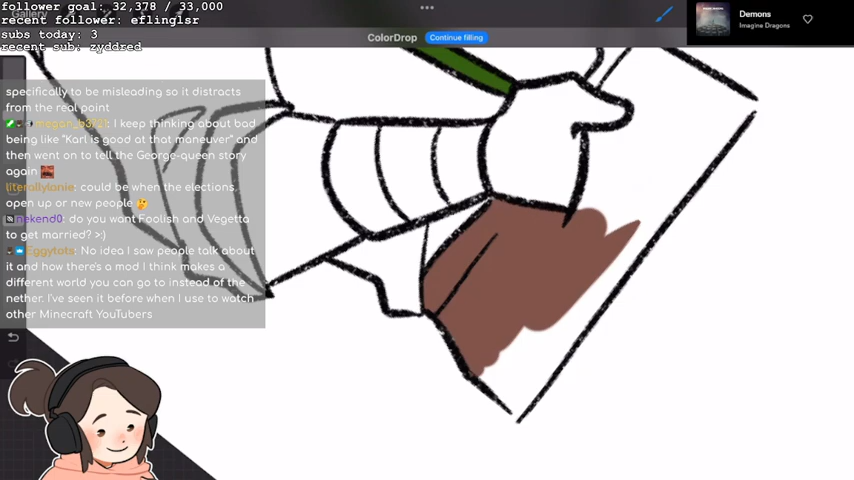 follower goal: 32,378 / 33,000
Gallery
recent follower: eflinglsr
subs today: 3
recent sub: zyddred
ColorDrop
Continue filling
Demons
Imagine Dragons
specifically to be misleading so it distracts
from the real point
: I keep thinking about bad
being like "Karl is good at that maneuver" and
then went on to tell the George-queen story
again
literallylanie: could be when the elections,
open up or new people
nekend0: do you want Foolish and Vegetta
to get married? >:)
Eggytots: No idea I saw people talk about
it and how there's a mod I think makes a
different world you can go to instead of the
nether. I've seen it before when I use to watch
other Minecraft YouTubers